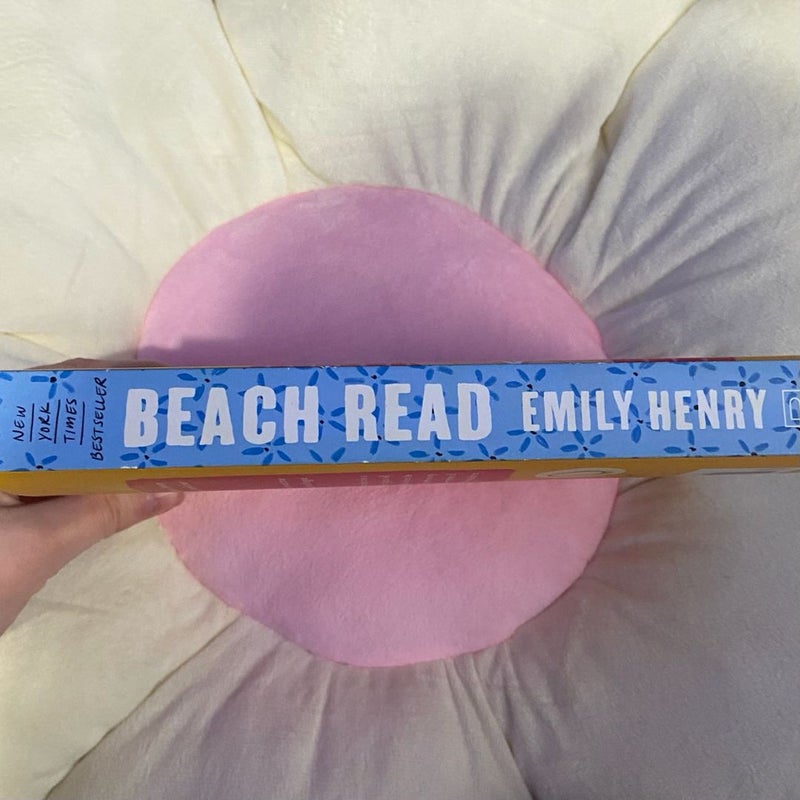 NEW
YORK
TIMES
BESTSELLER
BEACH READ
EMILY HENRY